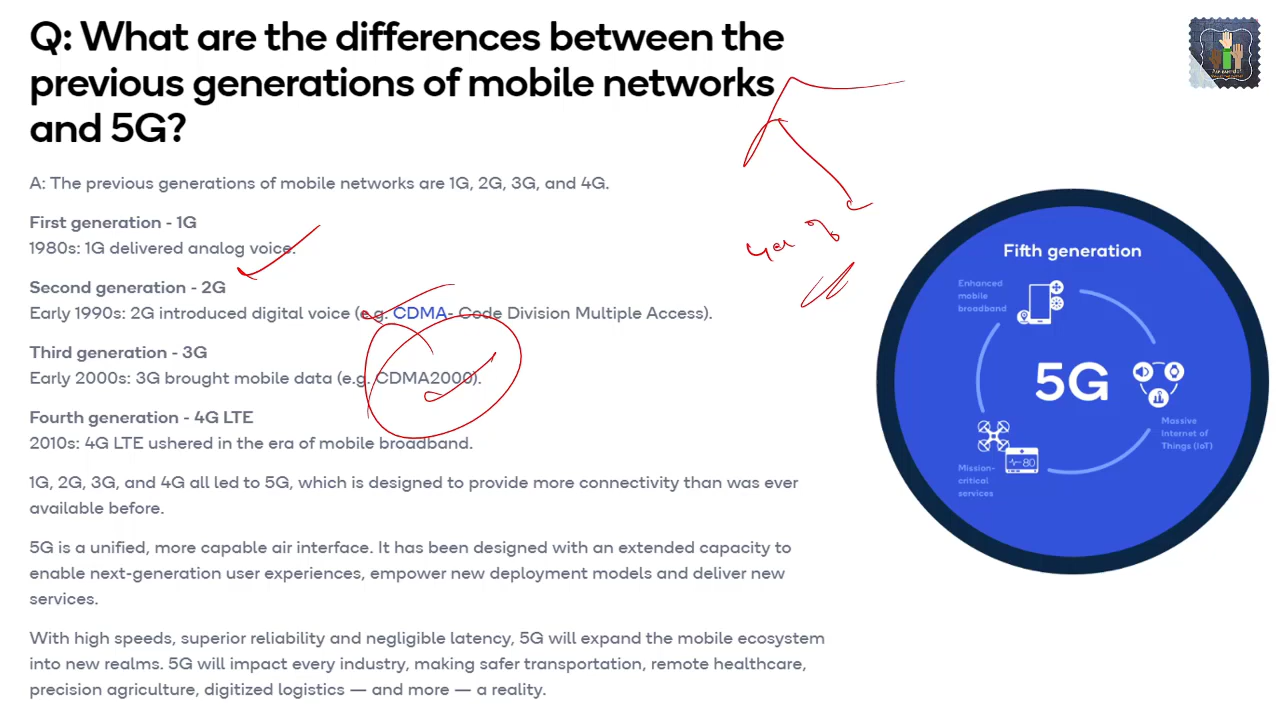 Q: What are the differences between the
previous generations of mobile networks
and 5G?
A: The previous generations of mobile networks are 1G, 2G, 3G, and 4G.
First generation - 1G
1980s: 1G delivered analog voice.
Second generation - 2G
Early 1990s: 2G introduced digital voice (e.g. CDMA- Code Division Multiple Access).
Third generation - 3G
Early 2000s: 3G brought mobile data (e.g. CDMA2000).
Fourth generation - 4G LTE
2010s: 4G LTE ushered in the era of mobile broadband.
1G, 2G, 3G, and 4G all led to 5G, which is designed to provide more connectivity than was ever
available before.
5G is a unified, more capable air interface. It has been designed with an extended capacity to
enable next-generation user experiences, empower new deployment models and deliver new
services.
With high speeds, superior reliability and negligible latency, 5G will expand the mobile ecosystem
into new realms. 5G will impact every industry, making safer transportation, remote healthcare,
precision agriculture, digitized logistics — and more — a reality.
Fifth generation
Enhanced
mobile
broadband
5G
Massive
Internet of
Things (IoT)
80
Mission-
critical
services